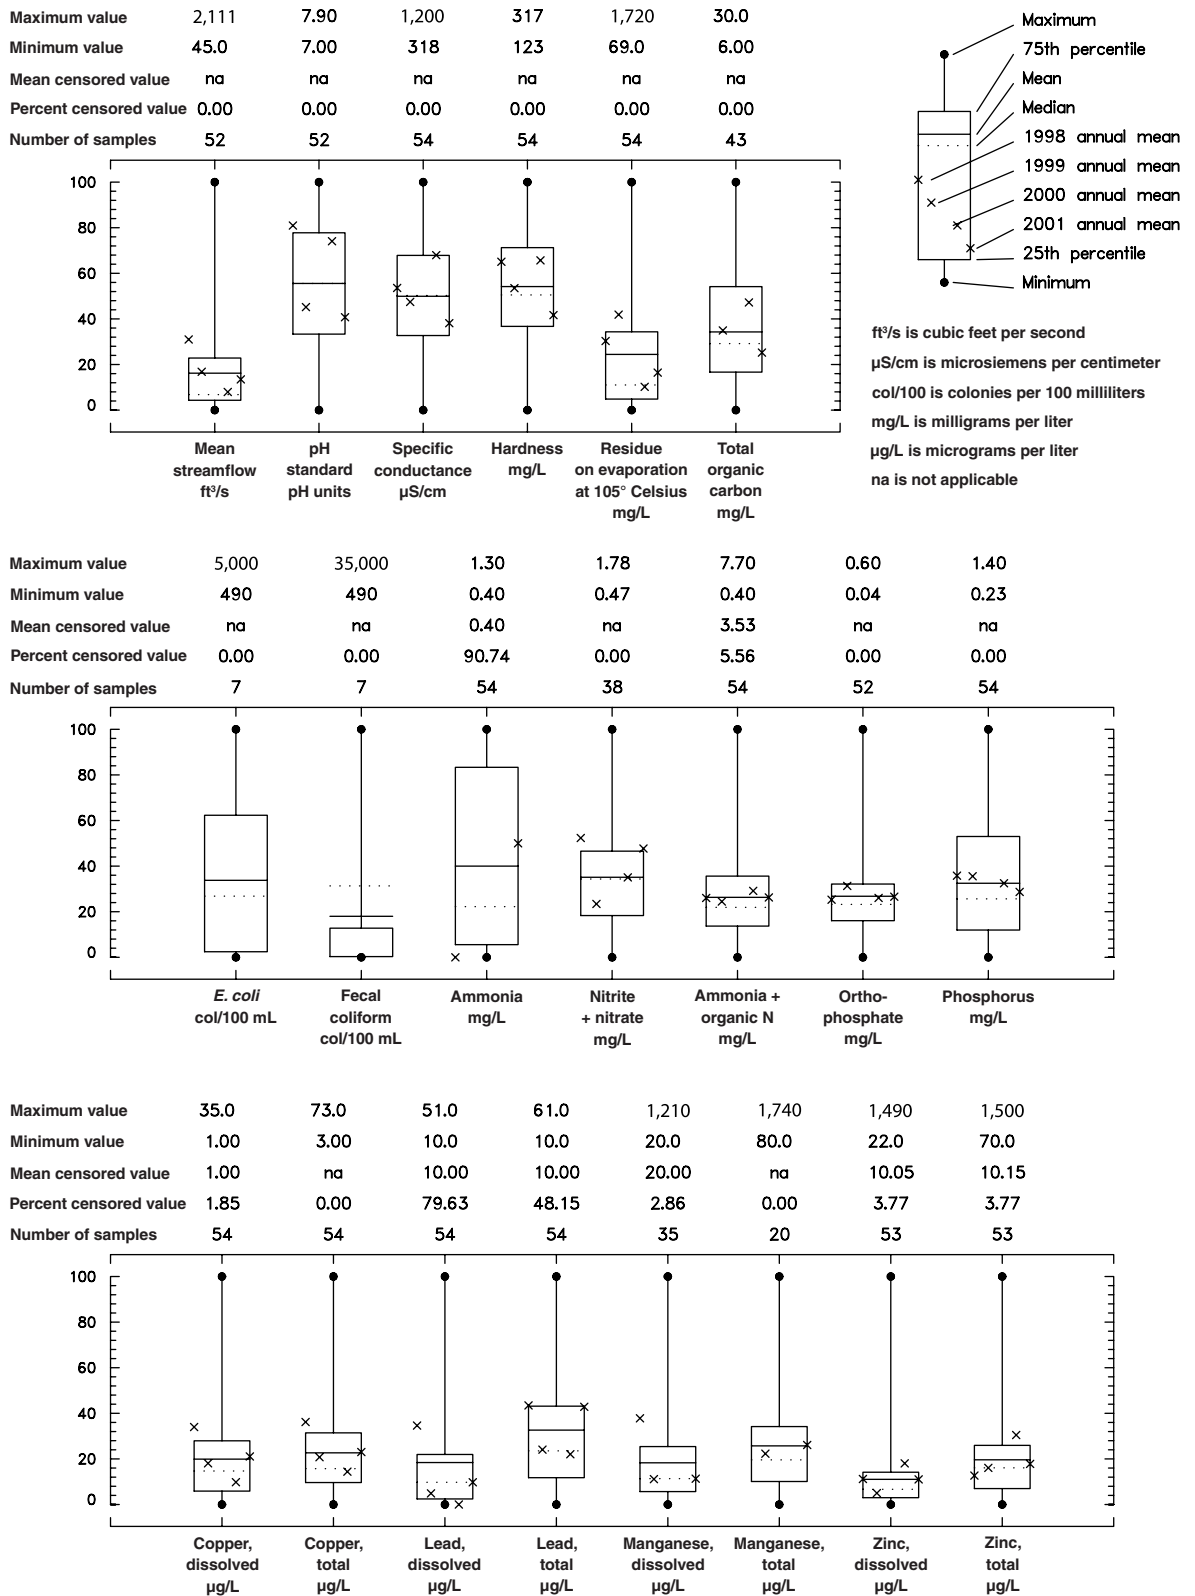 Maximum value 2,111 7.90 1,200 317 1,720 30.0
Minimum value 45.0 7.00 318 123 69.0 6.00
Mean censored value na na na na na na
Percent censored value 0.00 0.00 0.00 0.00 0.00 0.00
Number of samples 52 52 54 54 54 43
Maximum
75th percentile
Mean
Median
1998 annual mean
1999 annual mean
2000 annual mean
2001 annual mean
25th percentile
Minimum
ft³/s is cubic feet per second
µS/cm is microsiemens per centimeter
col/100 is colonies per 100 milliliters
mg/L is milligrams per liter
µg/L is micrograms per liter
na is not applicable
100
80
60
40
20
0
Mean pH Specific Hardness Residue Total
streamflow standard conductance mg/L on evaporation organic
ft³/s pH units µS/cm at 105° Celsius carbon
mg/L mg/L
Maximum value 5,000 35,000 1.30 1.78 7.70 0.60 1.40
Minimum value 490 490 0.40 0.47 0.40 0.04 0.23
Mean censored value na na 0.40 na 3.53 na na
Percent censored value 0.00 0.00 90.74 0.00 5.56 0.00 0.00
Number of samples 7 7 54 38 54 52 54
100
80
60
40
20
0
E. coli Fecal Ammonia Nitrite Ammonia + Ortho- Phosphorus
col/100 mL coliform mg/L + nitrate organic N phosphate mg/L
col/100 mL mg/L mg/L mg/L
Maximum value 35.0 73.0 51.0 61.0 1,210 1,740 1,490 1,500
Minimum value 1.00 3.00 10.0 10.0 20.0 80.0 22.0 70.0
Mean censored value 1.00 na 10.00 10.00 20.00 na 10.05 10.15
Percent censored value 1.85 0.00 79.63 48.15 2.86 0.00 3.77 3.77
Number of samples 54 54 54 54 35 20 53 53
100
80
60
40
20
0
Copper, Copper, Lead, Lead, Manganese, Manganese, Zinc, Zinc,
dissolved total dissolved total dissolved total dissolved total
µg/L µg/L µg/L µg/L µg/L µg/L µg/L µg/L